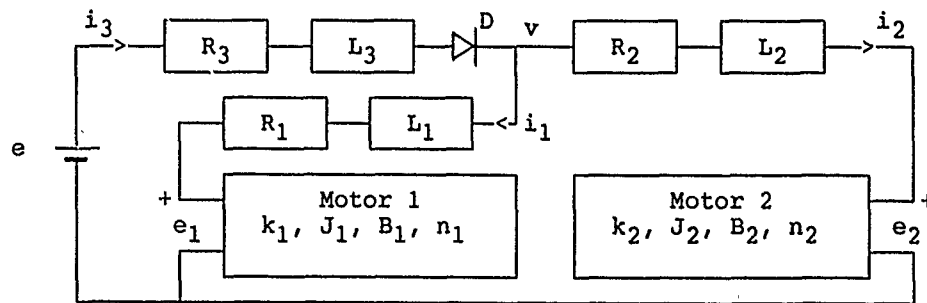 i3 R3 L3 D v R2 L2 i2
R1 L1 i1
e
+ Motor 1 Motor 2 +
e1 k1, J1, B1, n1 k2, J2, B2, n2 e2